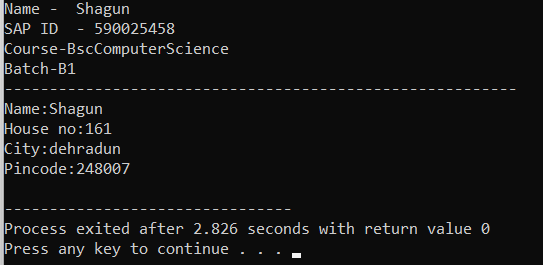 Name -  Shagun
SAP ID  - 590025458
Course-BscComputerScience
Batch-B1
---------------------------------------------------------
Name:Shagun
House no:161
City:dehradun
Pincode:248007
--------------------------------
Process exited after 2.826 seconds with return value 0
Press any key to continue . . .